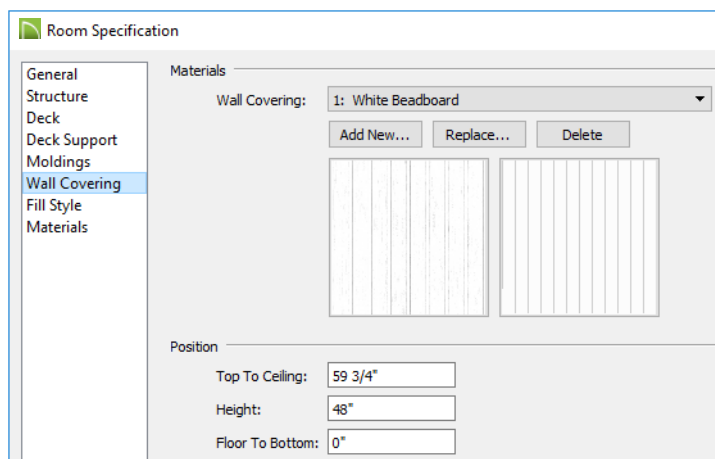 Room Specification
General
Structure
Deck
Deck Support
Moldings
Wall Covering
Fill Style
Materials
Materials
Wall Covering: 1: White Beadboard
Add New... Replace... Delete
Position
Top To Ceiling: 59 3/4"
Height: 48"
Floor To Bottom: 0"